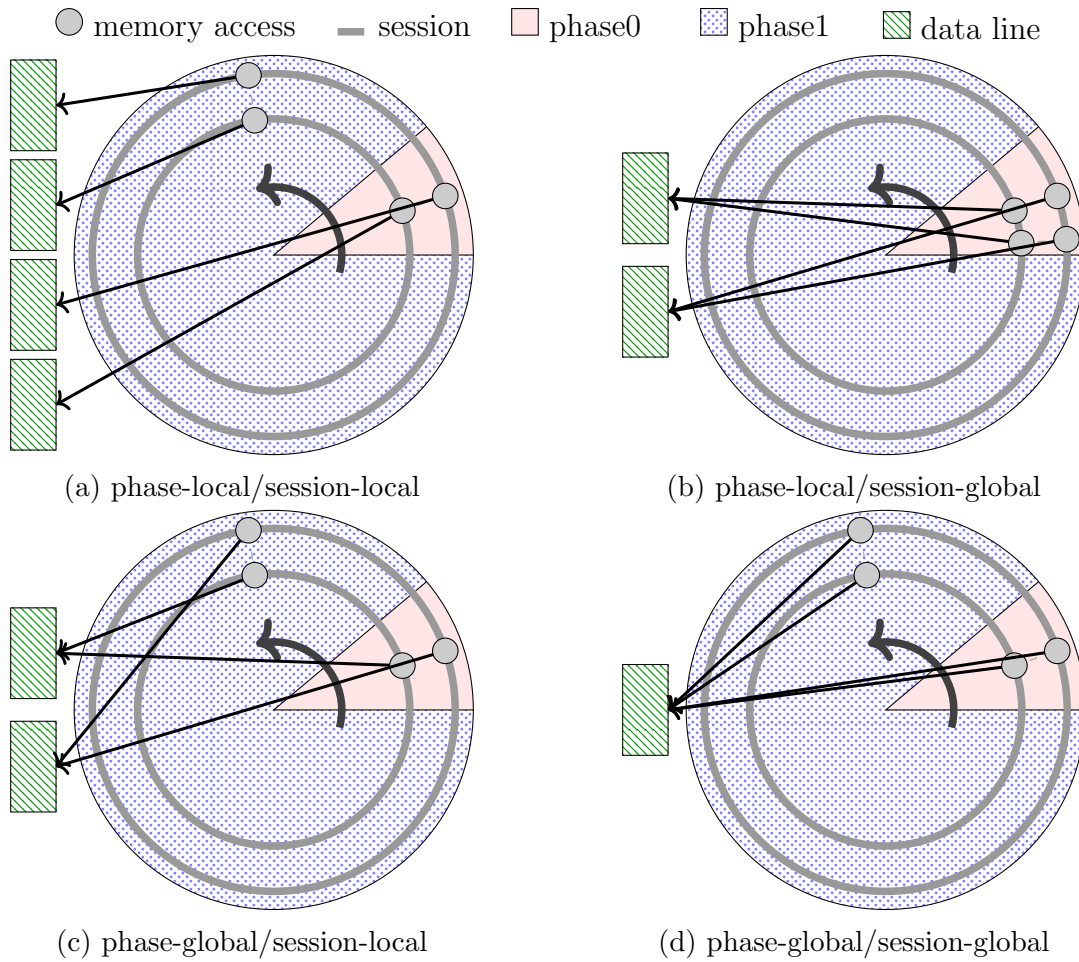 memory access session phase0 phase1 data line
(a) phase-local/session-local
(b) phase-local/session-global
(c) phase-global/session-local
(d) phase-global/session-global